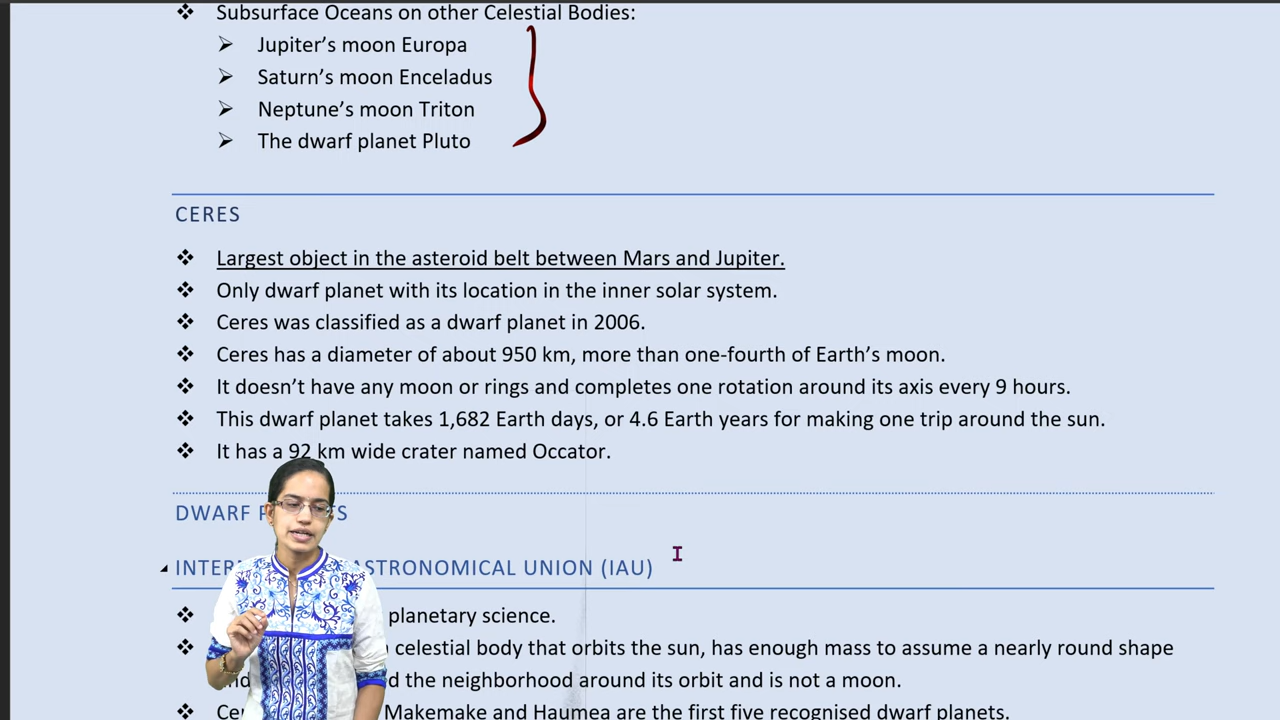 ❖ Subsurface Oceans on other Celestial Bodies:
➢ Jupiter’s moon Europa
➢ Saturn’s moon Enceladus
➢ Neptune’s moon Triton
➢ The dwarf planet Pluto
CERES
❖ Largest object in the asteroid belt between Mars and Jupiter.
❖ Only dwarf planet with its location in the inner solar system.
❖ Ceres was classified as a dwarf planet in 2006.
❖ Ceres has a diameter of about 950 km, more than one-fourth of Earth’s moon.
❖ It doesn’t have any moon or rings and completes one rotation around its axis every 9 hours.
❖ This dwarf planet takes 1,682 Earth days, or 4.6 Earth years for making one trip around the sun.
❖ It has a 92 km wide crater named Occator.
DWARF
ASTRONOMICAL UNION (IAU)
❖ planetary science.
❖ celestial body that orbits the sun, has enough mass to assume a nearly round shape
the neighborhood around its orbit and is not a moon.
❖ Makemake and Haumea are the first five recognised dwarf planets.